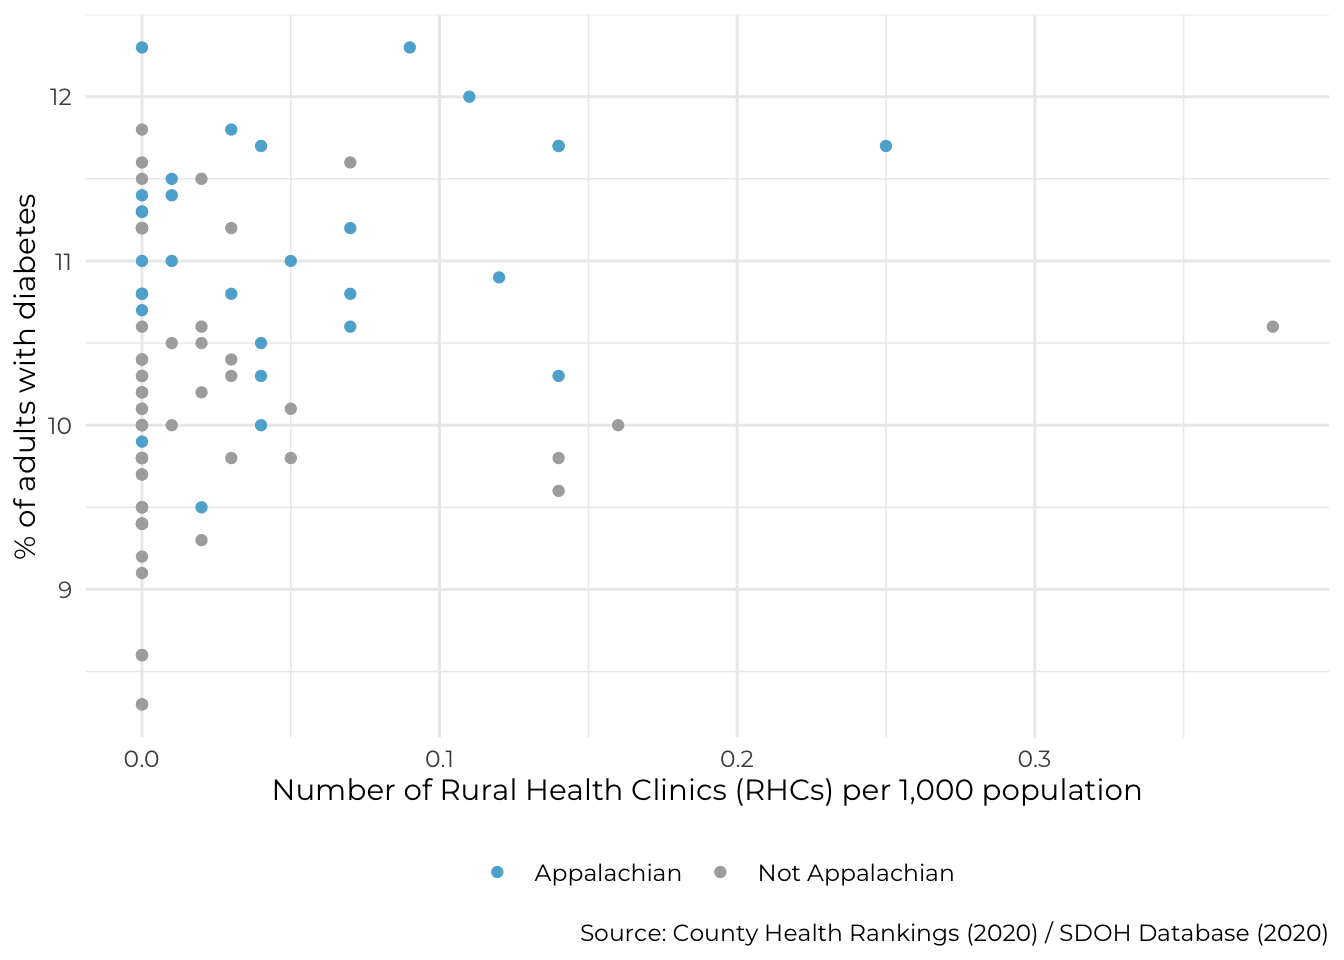 % of adults with diabetes
12
11
10
9
0.0 0.1 0.2 0.3
Number of Rural Health Clinics (RHCs) per 1,000 population
Appalachian Not Appalachian
Source: County Health Rankings (2020) / SDOH Database (2020)